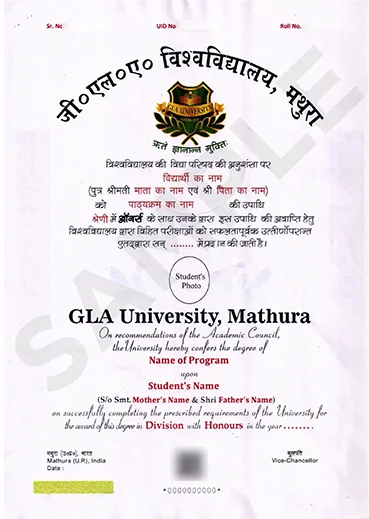 Sr. No UID No Roll No.
जी०एल०ए० विश्वविद्यालय, मथुरा
GLA UNIVERSITY
ऋते ज्ञानान्न मुक्तिः
विश्वविद्यालय की विद्या परिषद की अनुशंसा पर
विद्यार्थी का नाम
(पुत्र श्रीमती माता का नाम एवं श्री पिता का नाम)
को पाठ्यक्रम का नाम की उपाधि
श्रेणी में ऑनर्स के साथ उनके द्वारा इस उपाधि की अवाप्ति हेतु
विश्वविद्यालय द्वारा विहित परीक्षाओं को सफलतापूर्वक उत्तीर्णोपरान्त
एतद्द्वारा सन् ........ में प्रदान की जाती है।
Student's
Photo
GLA University, Mathura
On recommendations of the Academic Council,
the University hereby confers the degree of
Name of Program
upon
Student's Name
(S/o Smt. Mother's Name & Shri Father's Name)
on successfully completing the prescribed requirements of the University for
the award of this degree in Division with Honours in the year ........
मथुरा (उ०प्र०), भारत कुलपति
Mathura (U.P.), India Vice-Chancellor
Date :
*0000000000*
SAMPLE